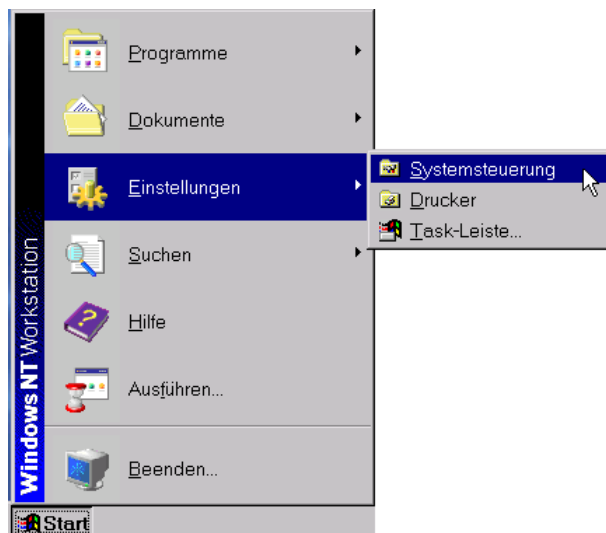 Programme
Dokumente
Einstellungen
Systemsteuerung
Drucker
Task-Leiste...
Suchen
Hilfe
Ausführen...
Beenden...
Windows NT Workstation
Start